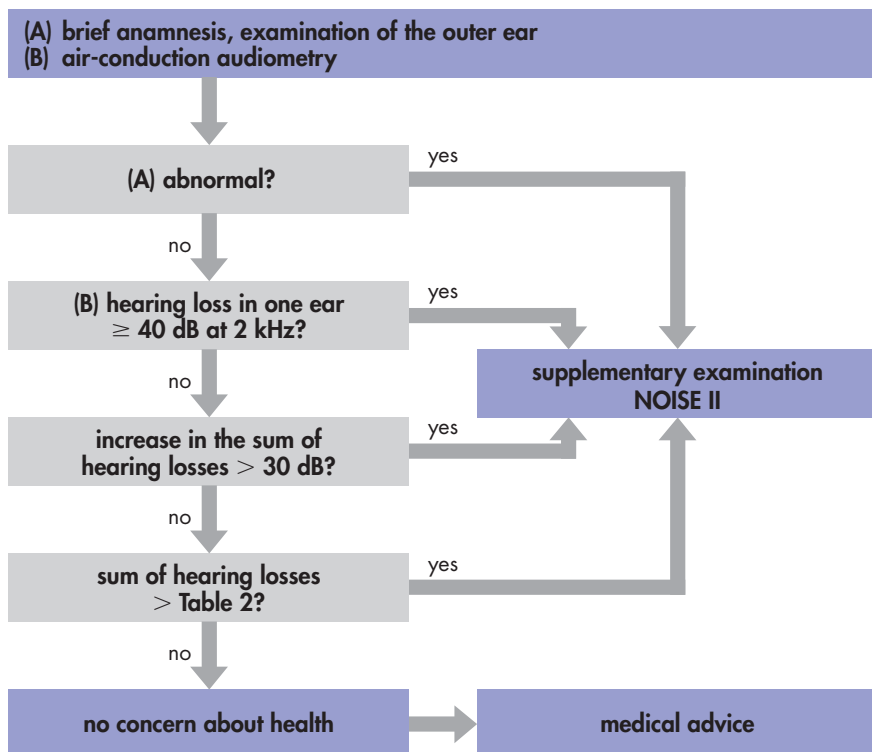 (A) brief anamnesis, examination of the outer ear
(B) air-conduction audiometry
(A) abnormal?
yes
no
(B) hearing loss in one ear
≥ 40 dB at 2 kHz?
yes
supplementary examination
NOISE II
no
increase in the sum of
hearing losses > 30 dB?
yes
no
sum of hearing losses
> Table 2?
yes
no
no concern about health
medical advice